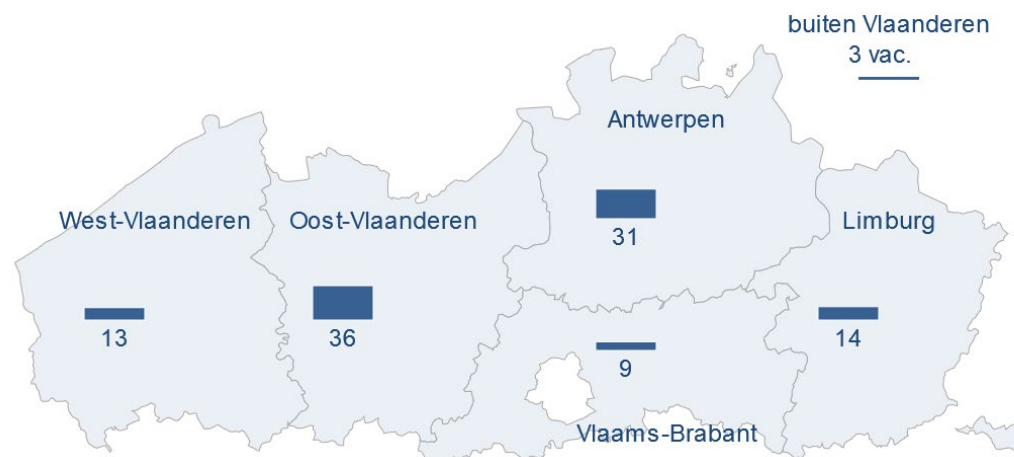 buiten Vlaanderen
3 vac.
Antwerpen
31
West-Vlaanderen
13
Oost-Vlaanderen
36
Limburg
14
9
Vlaams-Brabant